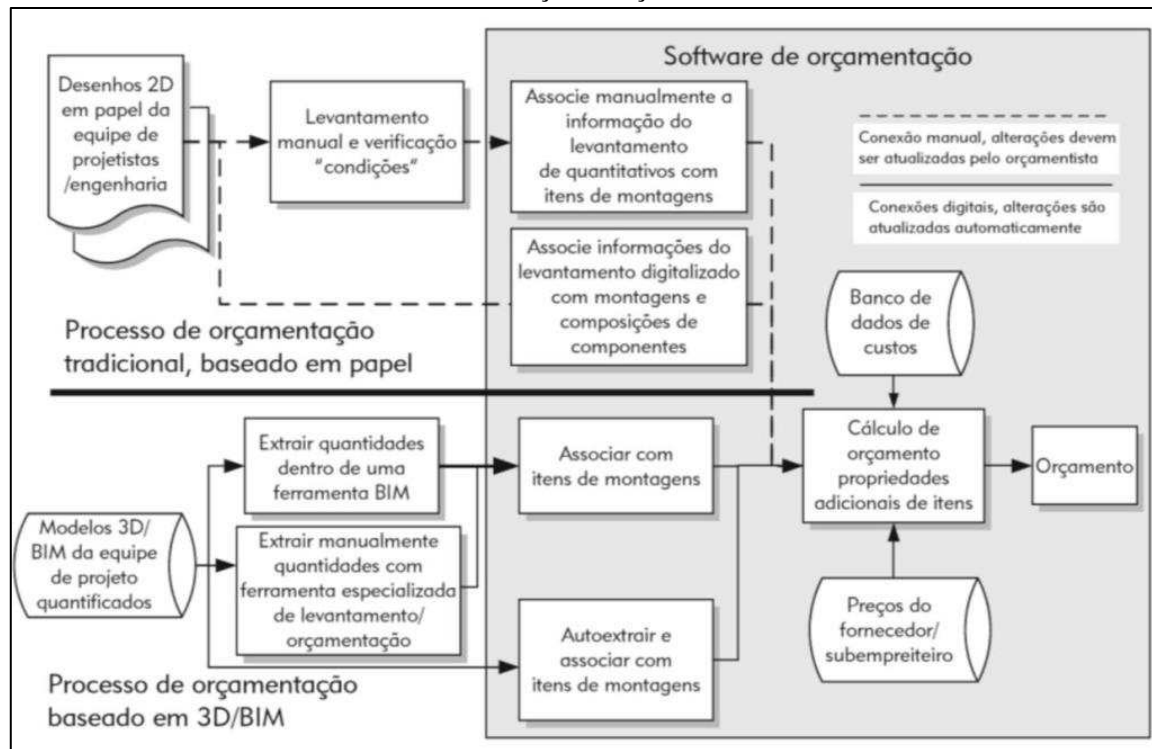 Software de orçamentação
Desenhos 2D
em papel da
equipe de
projetistas
/engenharia
Levantamento
manual e verificação
“condições”
Associe manualmente a
informação do
levantamento
de quantitativos com
itens de montagens
Conexão manual, alterações devem
ser atualizadas pelo orçamentista
Conexões digitais, alterações são
atualizadas automaticamente
Associe informações do
levantamento digitalizado
com montagens e
composições de
componentes
Banco de
dados de
custos
Processo de orçamentação
tradicional, baseado em papel
Extrair quantidades
dentro de uma
ferramenta BIM
Associar com
itens de montagens
Cálculo de
orçamento
propriedades
adicionais de itens
Orçamento
Modelos 3D/
BIM da equipe
de projeto
quantificados
Extrair manualmente
quantidades com
ferramenta especializada
de levantamento/
orçamentação
Autoextrair e
associar com
itens de montagens
Preços do
fornecedor/
subempreiteiro
Processo de orçamentação
baseado em 3D/BIM